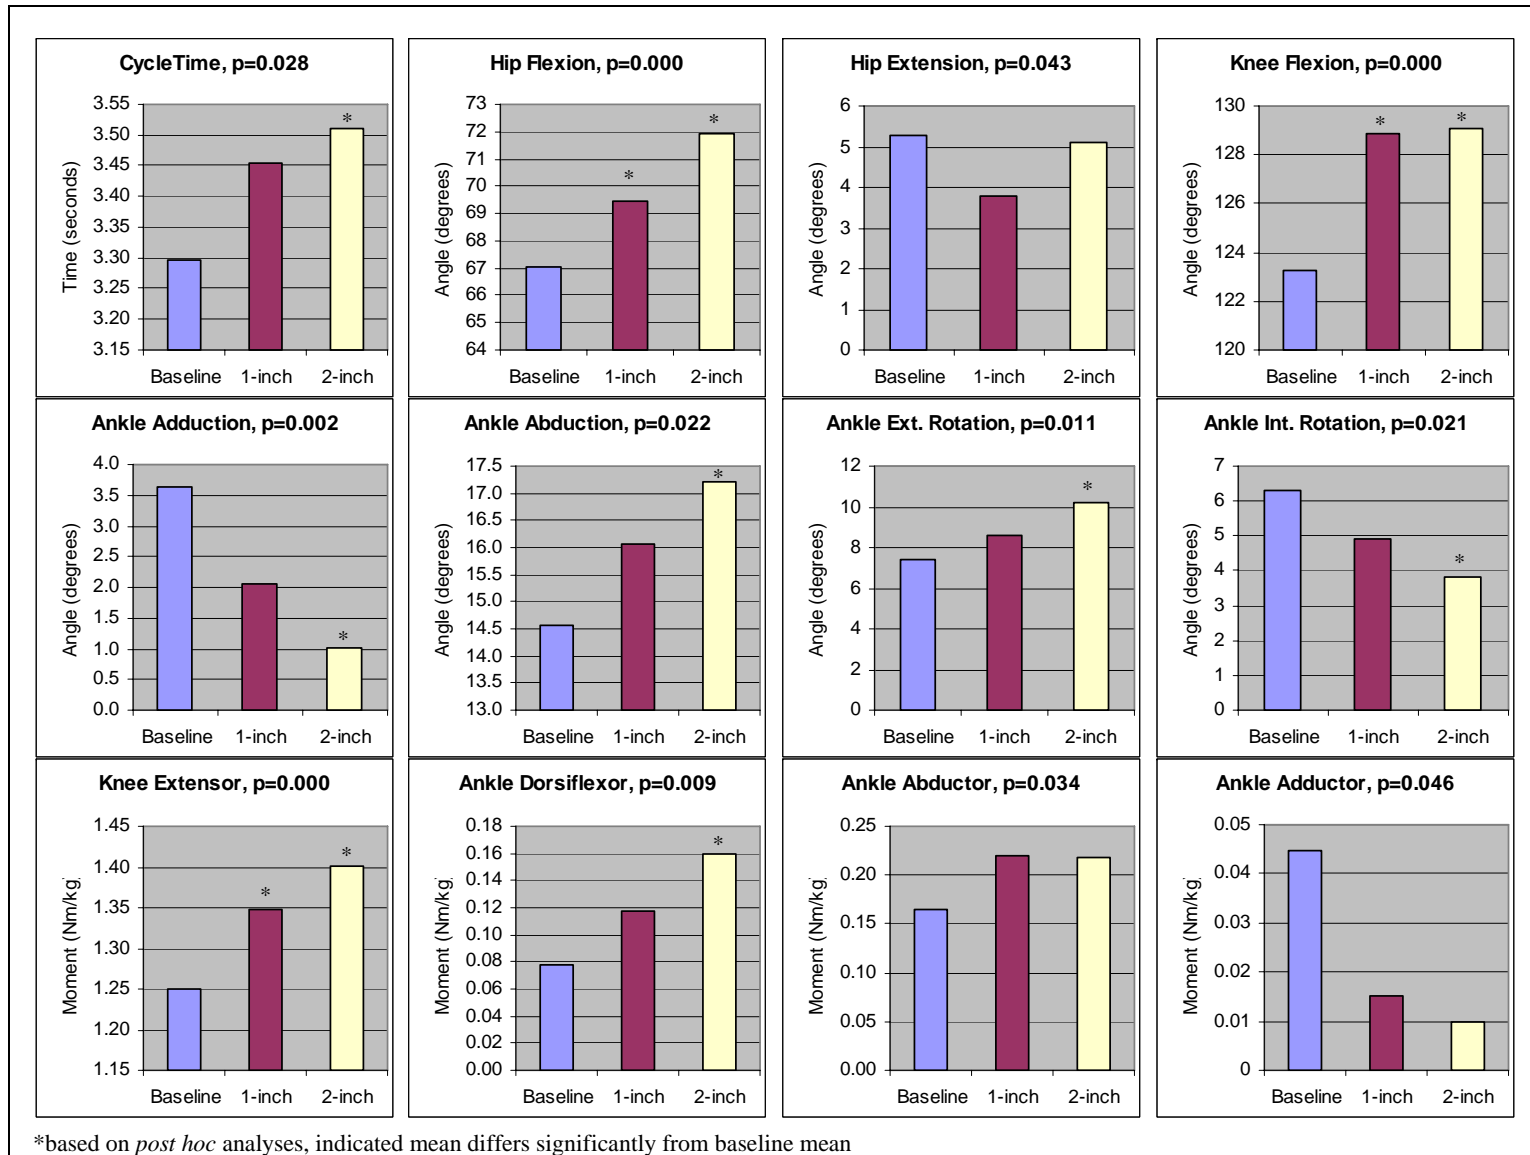 CycleTime, p=0.028
Time (seconds)
3.55
3.50
3.45
3.40
3.35
3.30
3.25
3.20
3.15
*
Baseline 1-inch 2-inch
Hip Flexion, p=0.000
Angle (degrees)
73
72
71
70
69
68
67
66
65
64
* *
Baseline 1-inch 2-inch
Hip Extension, p=0.043
Angle (degrees)
6
5
4
3
2
1
0
Baseline 1-inch 2-inch
Knee Flexion, p=0.000
Angle (degrees)
130
128
126
124
122
120
* *
Baseline 1-inch 2-inch
Ankle Adduction, p=0.002
Angle (degrees)
4.0
3.5
3.0
2.5
2.0
1.5
1.0
0.5
0.0
*
Baseline 1-inch 2-inch
Ankle Abduction, p=0.022
Angle (degrees)
17.5
17.0
16.5
16.0
15.5
15.0
14.5
14.0
13.5
13.0
*
Baseline 1-inch 2-inch
Ankle Ext. Rotation, p=0.011
Angle (degrees)
12
10
8
6
4
2
0
*
Baseline 1-inch 2-inch
Ankle Int. Rotation, p=0.021
Angle (degrees)
7
6
5
4
3
2
1
0
*
Baseline 1-inch 2-inch
Knee Extensor, p=0.000
Moment (Nm/kg)
1.45
1.40
1.35
1.30
1.25
1.20
1.15
* *
Baseline 1-inch 2-inch
Ankle Dorsiflexor, p=0.009
Moment (Nm/kg)
0.18
0.16
0.14
0.12
0.10
0.08
0.06
0.04
0.02
0.00
*
Baseline 1-inch 2-inch
Ankle Abductor, p=0.034
Moment (Nm/kg)
0.25
0.20
0.15
0.10
0.05
0.00
Baseline 1-inch 2-inch
Ankle Adductor, p=0.046
Moment (Nm/kg)
0.05
0.04
0.03
0.02
0.01
0
Baseline 1-inch 2-inch
*based on post hoc analyses, indicated mean differs significantly from baseline mean